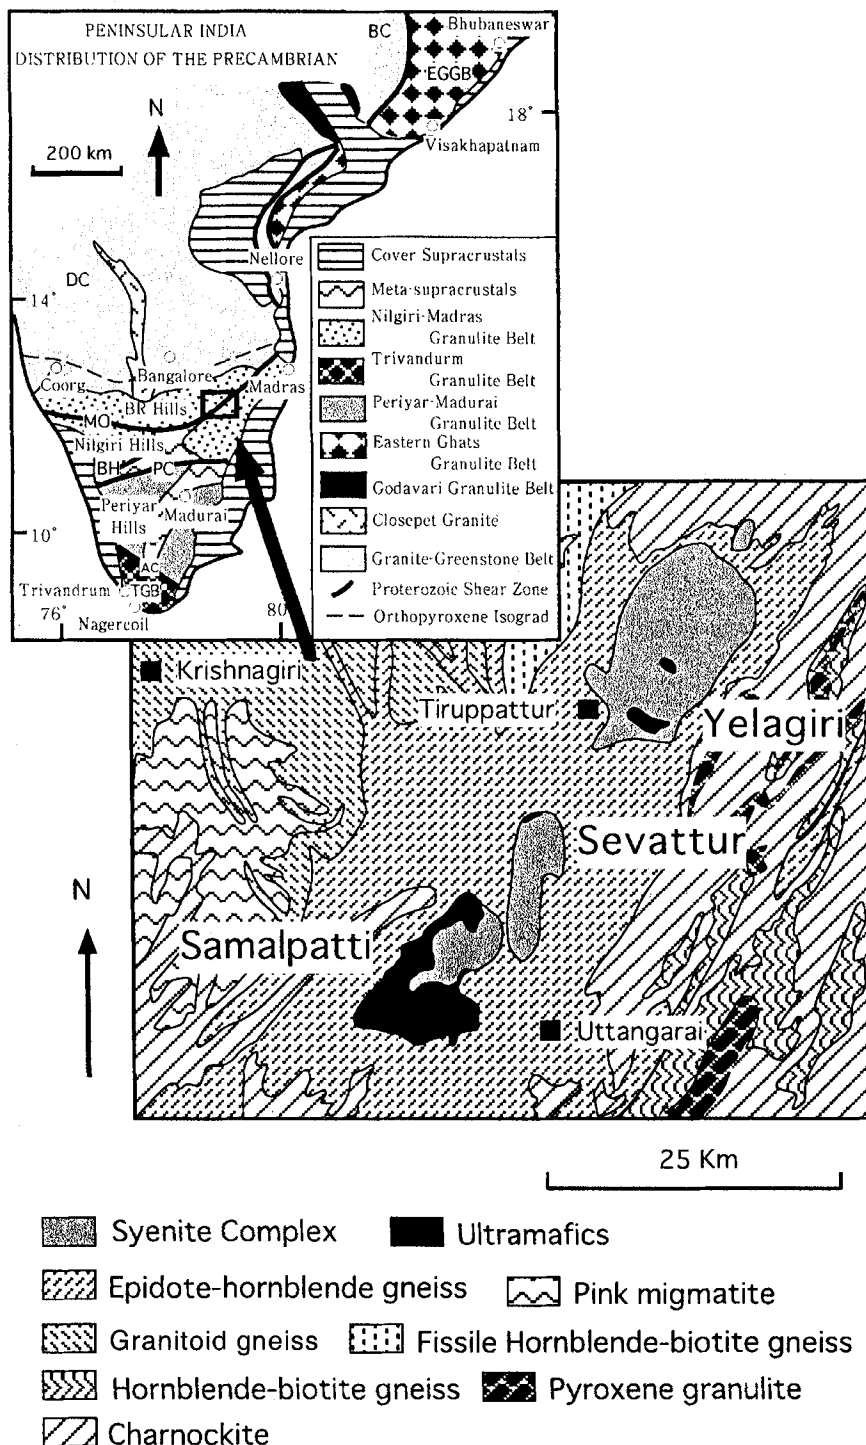 PENINSULAR INDIA
DISTRIBUTION OF THE PRECAMBRIAN
BC
Bhubaneswar
EGGB
18°
N
200 km
Visakhapatnam
Nellore
DC
14°
Coorg
Bangalore
Madras
BR Hills
MO
Nilgiri Hills
BH
PC
Periyar
Hills
Madurai
10°
AC
Trivandrum
TGB
76°
80
Nagercoil
Cover Supracrustals
Meta-supracrustals
Nilgiri-Madras
Granulite Belt
Trivandurm
Granulite Belt
Periyar-Madurai
Granulite Belt
Eastern Ghats
Granulite Belt
Godavari Granulite Belt
Closepet Granite
Granite-Greenstone Belt
Proterozoic Shear Zone
Orthopyroxene Isograd
Krishnagiri
Tiruppattur
Yelagiri
Sevattur
N
Samalpatti
Uttangarai
25 Km
Syenite Complex
Ultramafics
Epidote-hornblende gneiss
Pink migmatite
Granitoid gneiss
Fissile Hornblende-biotite gneiss
Hornblende-biotite gneiss
Pyroxene granulite
Charnockite